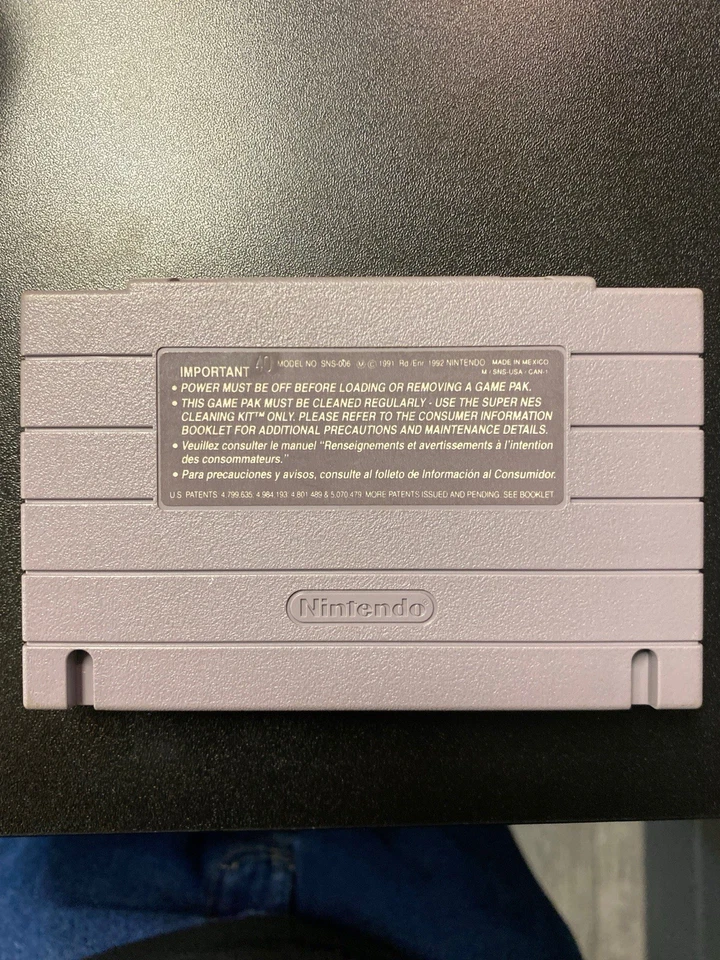 IMPORTANT 40 MODEL NO. SNS-006 Ⓜ © 1991 Rd./Enr. 1992 NINTENDO MADE IN MEXICO
M / SNS-USA / CAN-1
• POWER MUST BE OFF BEFORE LOADING OR REMOVING A GAME PAK.
• THIS GAME PAK MUST BE CLEANED REGULARLY - USE THE SUPER NES
CLEANING KIT™ ONLY. PLEASE REFER TO THE CONSUMER INFORMATION
BOOKLET FOR ADDITIONAL PRECAUTIONS AND MAINTENANCE DETAILS.
• Veuillez consulter le manuel "Renseignements et avertissements à l'intention
des consommateurs."
• Para precauciones y avisos, consulte al folleto de Información al Consumidor.
U.S. PATENTS: 4,799,635; 4,984,193; 4,801,489 & 5,070,479. MORE PATENTS ISSUED AND PENDING. SEE BOOKLET
Nintendo